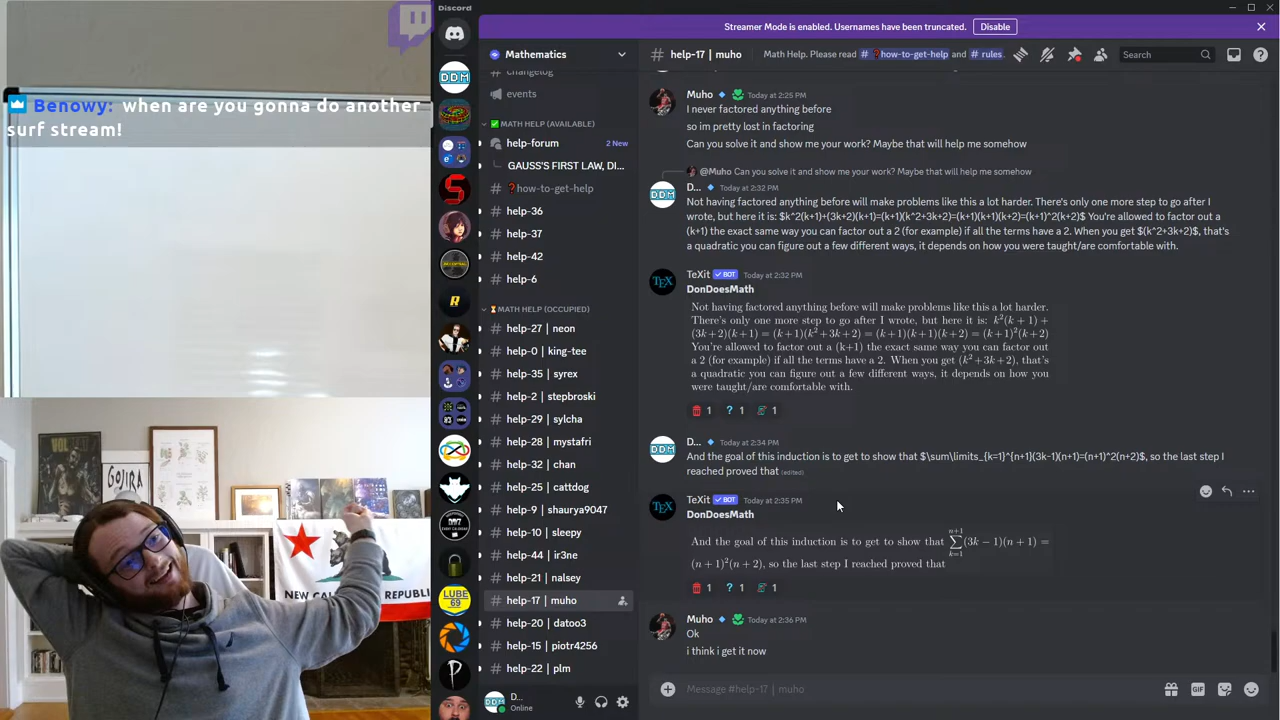 Discord
Streamer Mode is enabled. Usernames have been truncated.
Disable
Benowy: when are you gonna do another
surf stream!
VOLBEAT
GOJIRA
NEW CAL
REPUBLI
DDM
LUBE
69
Mathematics
changelog
events
MATH HELP (AVAILABLE)
help-forum
2 New
GAUSS'S FIRST LAW, DI...
how-to-get-help
help-36
help-37
help-42
help-6
MATH HELP (OCCUPIED)
help-27 | neon
help-0 | king-tee
help-35 | syrex
help-2 | stepbroski
help-29 | sylcha
help-28 | mystafri
help-32 | chan
help-25 | cattdog
help-9 | shaurya9047
help-10 | sleepy
help-44 | ir3ne
help-21 | nalsey
help-17 | muho
help-20 | datoo3
help-15 | piotr4256
help-22 | plm
D...
Online
# help-17 | muho
Math Help. Please read # how-to-get-help and # rules.
Search
Muho Today at 2:25 PM
I never factored anything before
so im pretty lost in factoring
Can you solve it and show me your work? Maybe that will help me somehow
@Muho Can you solve it and show me your work? Maybe that will help me somehow
D... Today at 2:32 PM
Not having factored anything before will make problems like this a lot harder. There's only one more step to go after I
wrote, but here it is: $k^2(k+1)+(3k+2)(k+1)=(k+1)(k^2+3k+2)=(k+1)(k+1)(k+2)=(k+1)^2(k+2)$ You're allowed to factor out a
(k+1) the exact same way you can factor out a 2 (for example) if all the terms have a 2. When you get $(k^2+3k+2)$, that's
a quadratic you can figure out a few different ways, it depends on how you were taught/are comfortable with.
TeXit BOT Today at 2:32 PM
DonDoesMath
Not having factored anything before will make problems like this a lot harder.
There's only one more step to go after I wrote, but here it is: k²(k + 1) +
(3k+2)(k+1) = (k+1)(k²+3k+2) = (k+1)(k+1)(k+2) = (k+1)²(k+2)
You're allowed to factor out a (k+1) the exact same way you can factor out
a 2 (for example) if all the terms have a 2. When you get (k²+3k+2), that's
a quadratic you can figure out a few different ways, it depends on how you
were taught/are comfortable with.
1 ? 1 1
D... Today at 2:34 PM
And the goal of this induction is to get to show that $\sum\limits_{k=1}^{n+1}(3k-1)(n+1)=(n+1)^2(n+2)$, so the last step I
reached proved that (edited)
TeXit BOT Today at 2:35 PM
DonDoesMath
n+1
And the goal of this induction is to get to show that ∑(3k − 1)(n + 1) =
k=1
(n + 1)²(n + 2), so the last step I reached proved that
1 ? 1 1
Muho Today at 2:36 PM
Ok
i think i get it now
Message #help-17 | muho
GIF